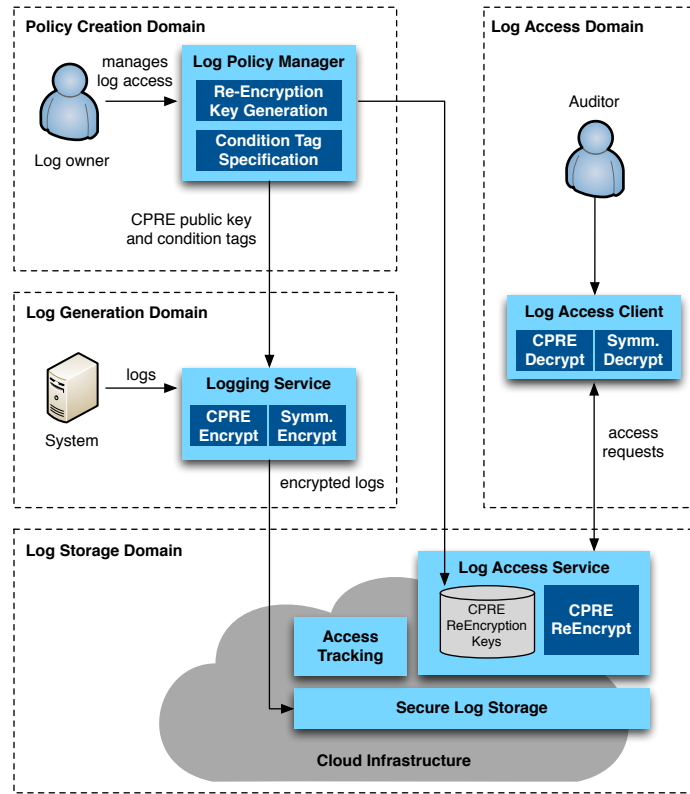 Policy Creation Domain
manages
log access
Log owner
Log Policy Manager
Re-Encryption
Key Generation
Condition Tag
Specification
CPRE public key
and condition tags
Log Access Domain
Auditor
Log Access Client
CPRE
Decrypt
Symm.
Decrypt
access
requests
Log Generation Domain
logs
System
Logging Service
CPRE
Encrypt
Symm.
Encrypt
encrypted logs
Log Storage Domain
Log Access Service
CPRE
ReEncryption
Keys
CPRE
ReEncrypt
Access
Tracking
Secure Log Storage
Cloud Infrastructure